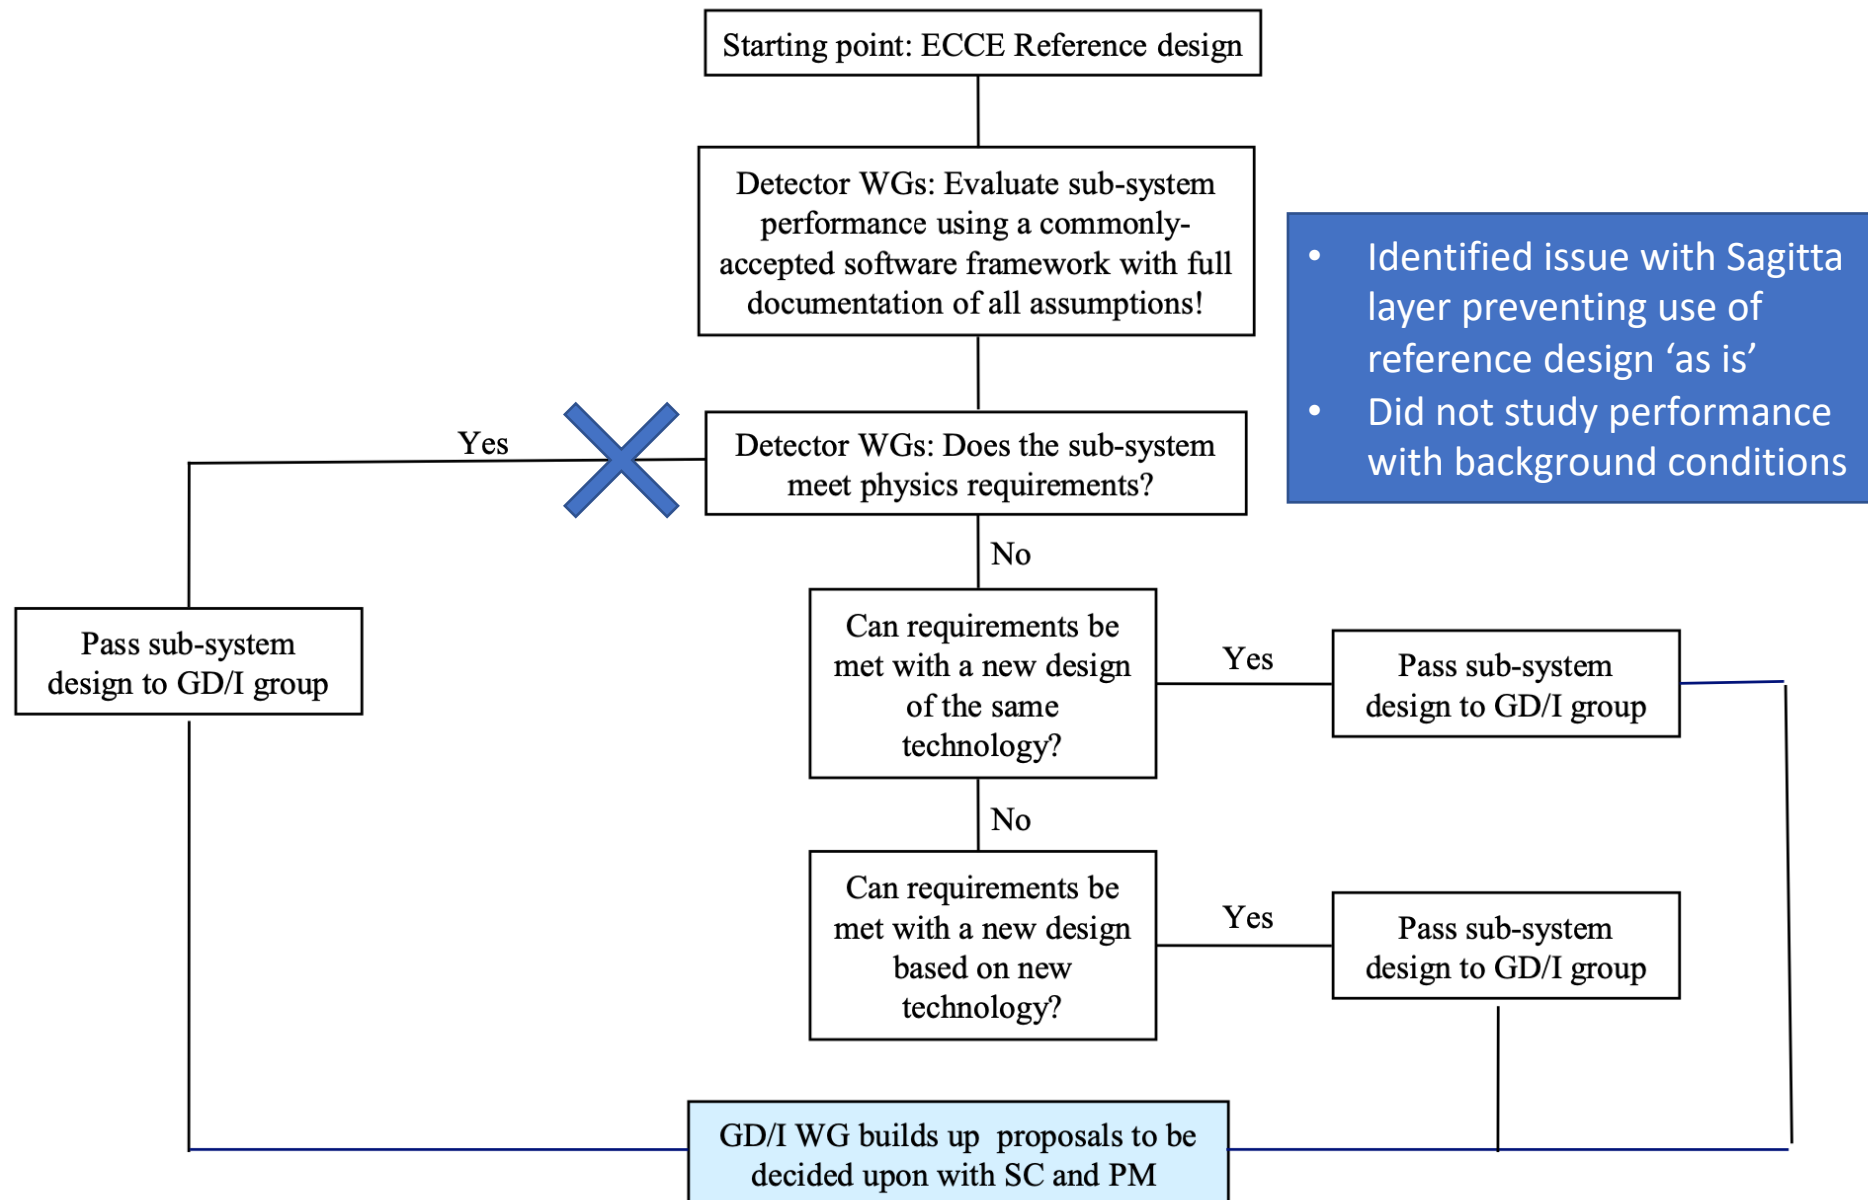 Starting point: ECCE Reference design
Detector WGs: Evaluate sub-system
performance using a commonly-
accepted software framework with full
documentation of all assumptions!
• Identified issue with Sagitta
layer preventing use of
reference design ‘as is’
• Did not study performance
with background conditions
Yes
Detector WGs: Does the sub-system
meet physics requirements?
No
Pass sub-system
design to GD/I group
Can requirements be
met with a new design
of the same
technology?
Yes
Pass sub-system
design to GD/I group
No
Can requirements be
met with a new design
based on new
technology?
Yes
Pass sub-system
design to GD/I group
GD/I WG builds up  proposals to be
decided upon with SC and PM